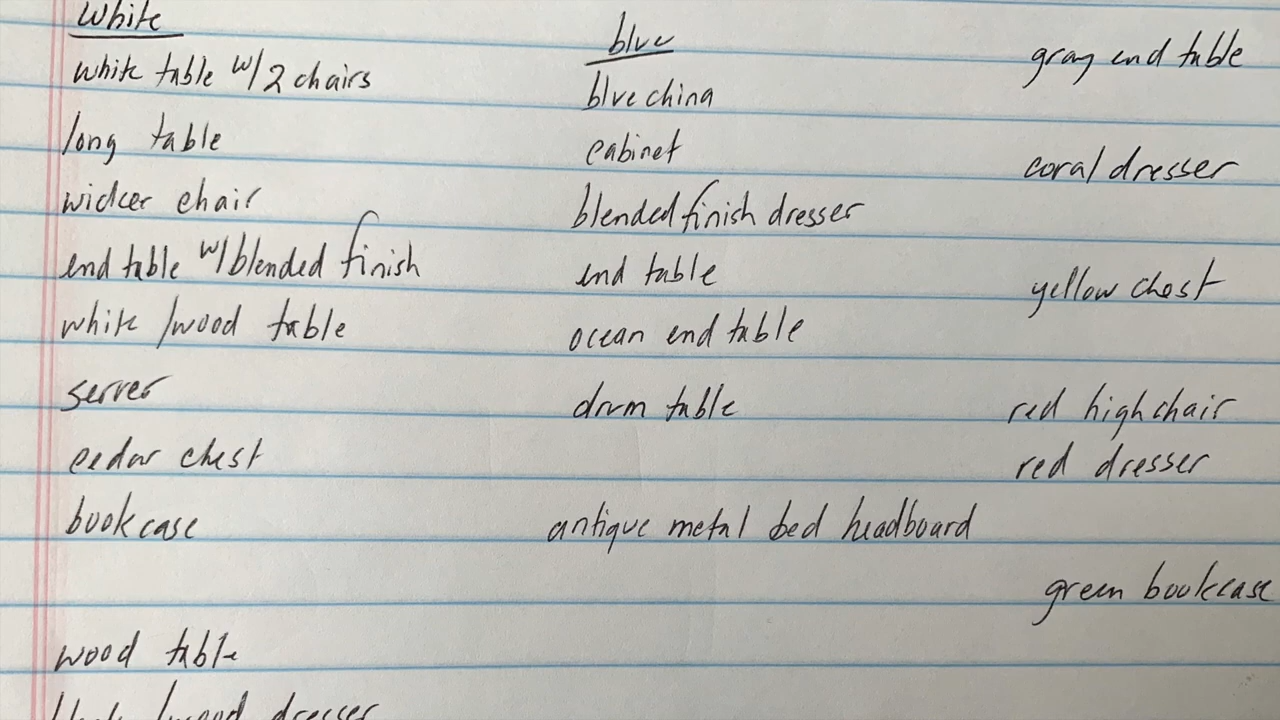 white
white table w/2 chairs
long table
wicker chair
end table w/blended finish
white/wood table
server
cedar chest
bookcase
wood table
/wood dresser
blue
blue china
cabinet
blended finish dresser
end table
ocean end table
drum table
antique metal bed headboard
gray end table
coral dresser
yellow chest
red highchair
red dresser
green bookcase